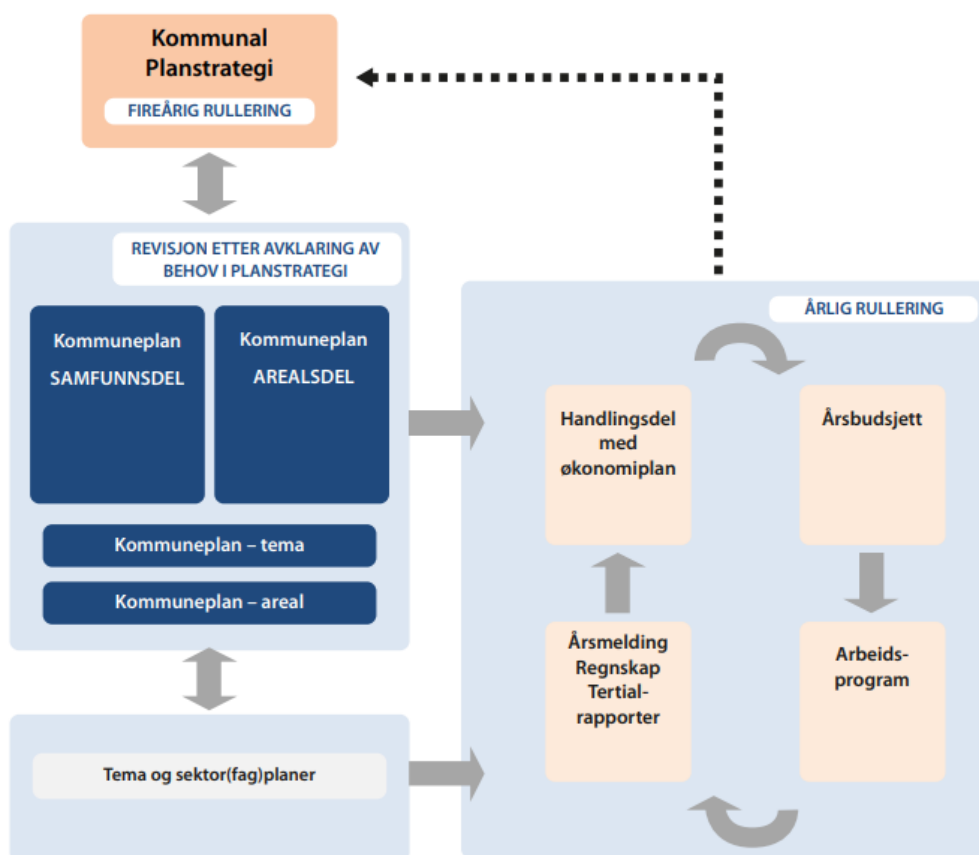 Kommunal
Planstrategi
FIREÅRIG RULLERING
REVISJON ETTER AVKLARING AV
BEHOV I PLANSTRATEGI
Kommuneplan
SAMFUNNSDEL
Kommuneplan
AREALSDEL
Kommuneplan – tema
Kommuneplan – areal
Tema og sektor(fag)planer
ÅRLIG RULLERING
Handlingsdel
med
økonomiplan
Årsbudsjett
Årsmelding
Regnskap
Tertial-
rapporter
Arbeids-
program